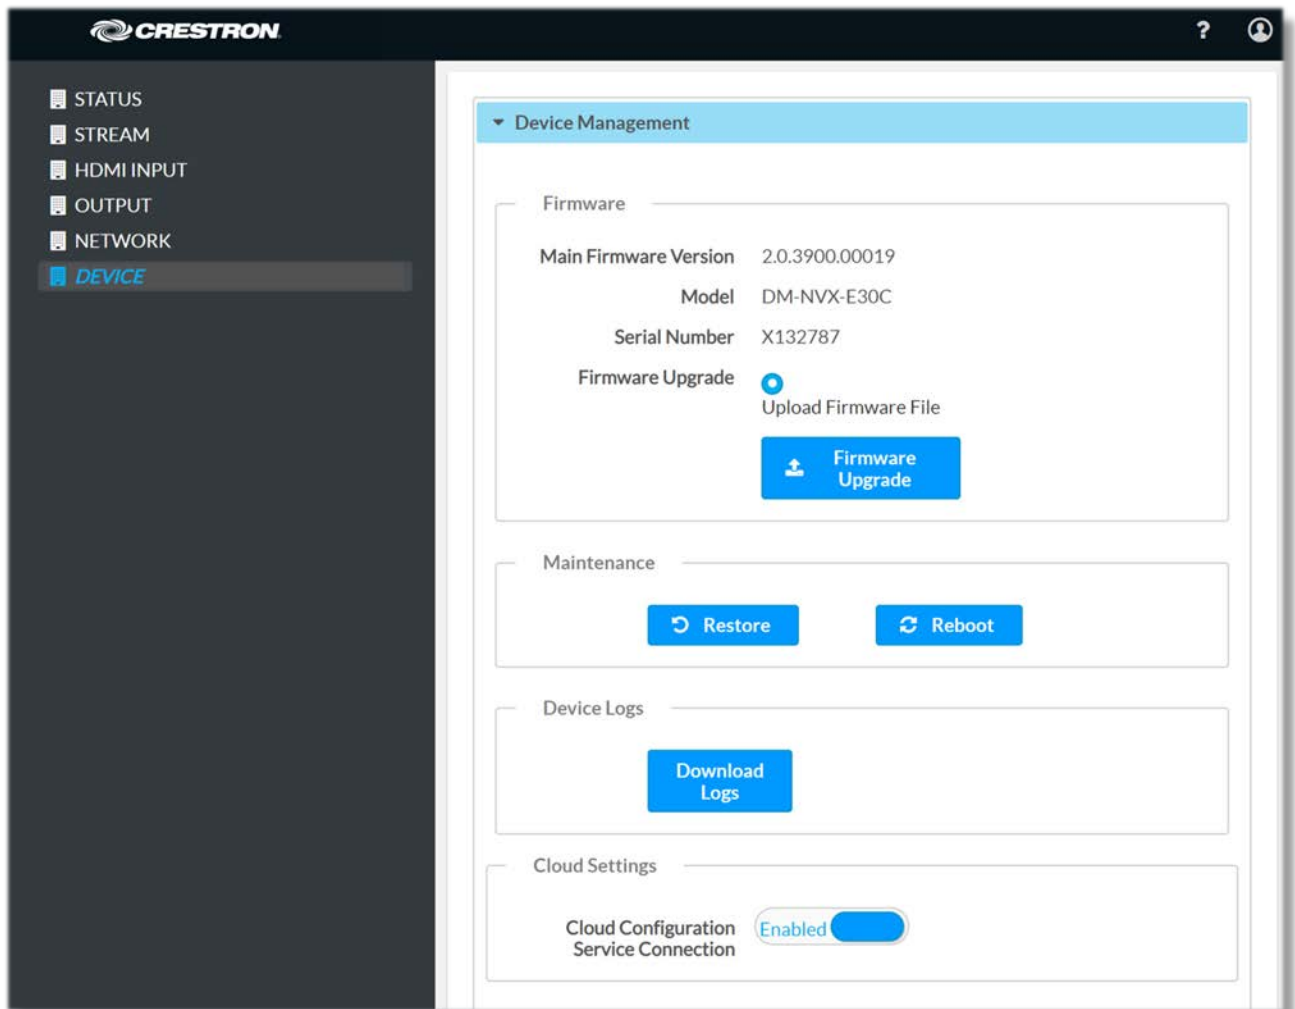 CRESTRON
?
STATUS
STREAM
HDMI INPUT
OUTPUT
NETWORK
DEVICE
Device Management
Firmware
Main Firmware Version 2.0.3900.00019
Model DM-NVX-E30C
Serial Number X132787
Firmware Upgrade
Upload Firmware File
Firmware
Upgrade
Maintenance
Restore Reboot
Device Logs
Download
Logs
Cloud Settings
Cloud Configuration
Service Connection
Enabled